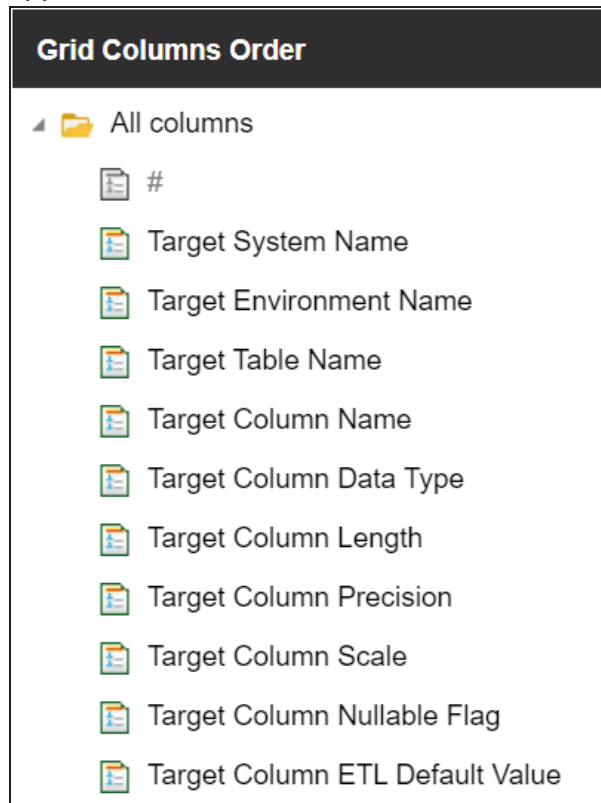 Grid Columns Order
All columns
#
Target System Name
Target Environment Name
Target Table Name
Target Column Name
Target Column Data Type
Target Column Length
Target Column Precision
Target Column Scale
Target Column Nullable Flag
Target Column ETL Default Value